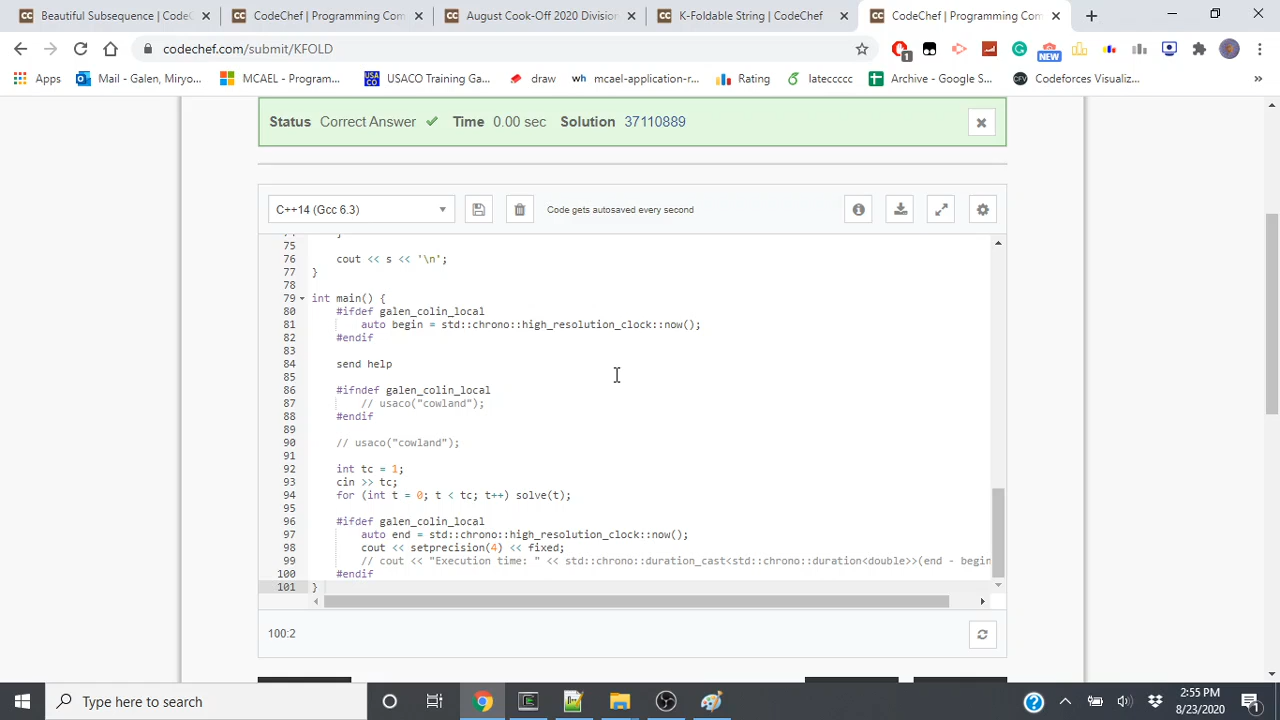 Beautiful Subsequence | CodeC
CodeChef | Programming Com
August Cook-Off 2020 Division
K-Foldable String | CodeChef
CodeChef | Programming Com
codechef.com/submit/KFOLD
1
NEW
Apps
Mail - Galen, Miryo...
MCAEL - Program...
USACO Training Ga...
draw
wh mcael-application-r...
Rating
lateccccc
Archive - Google S...
Codeforces Visualiz...
»
Status Correct Answer ✔ Time 0.00 sec Solution 37110889
C++14 (Gcc 6.3)
Code gets autosaved every second
75
76 cout << s << '\n';
77 }
78
79 int main() {
80 #ifdef galen_colin_local
81 auto begin = std::chrono::high_resolution_clock::now();
82 #endif
83
84 send help
85
86 #ifndef galen_colin_local
87 // usaco("cowland");
88 #endif
89
90 // usaco("cowland");
91
92 int tc = 1;
93 cin >> tc;
94 for (int t = 0; t < tc; t++) solve(t);
95
96 #ifdef galen_colin_local
97 auto end = std::chrono::high_resolution_clock::now();
98 cout << setprecision(4) << fixed;
99 // cout << "Execution time: " << std::chrono::duration_cast<std::chrono::duration<double>>(end - begin
100 #endif
101 }
100:2
Type here to search
2:55 PM
8/23/2020
1